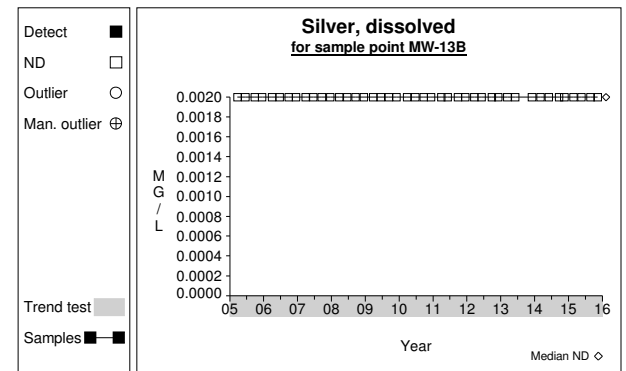 Detect
ND
Outlier
Man. outlier
Trend test
Samples
Silver, dissolved
for sample point MW-13B
M
G
/
L
0.0020
0.0018
0.0016
0.0014
0.0012
0.0010
0.0008
0.0006
0.0004
0.0002
0.0000
05 06 07 08 09 10 11 12 13 14 15 16
Year
Median ND